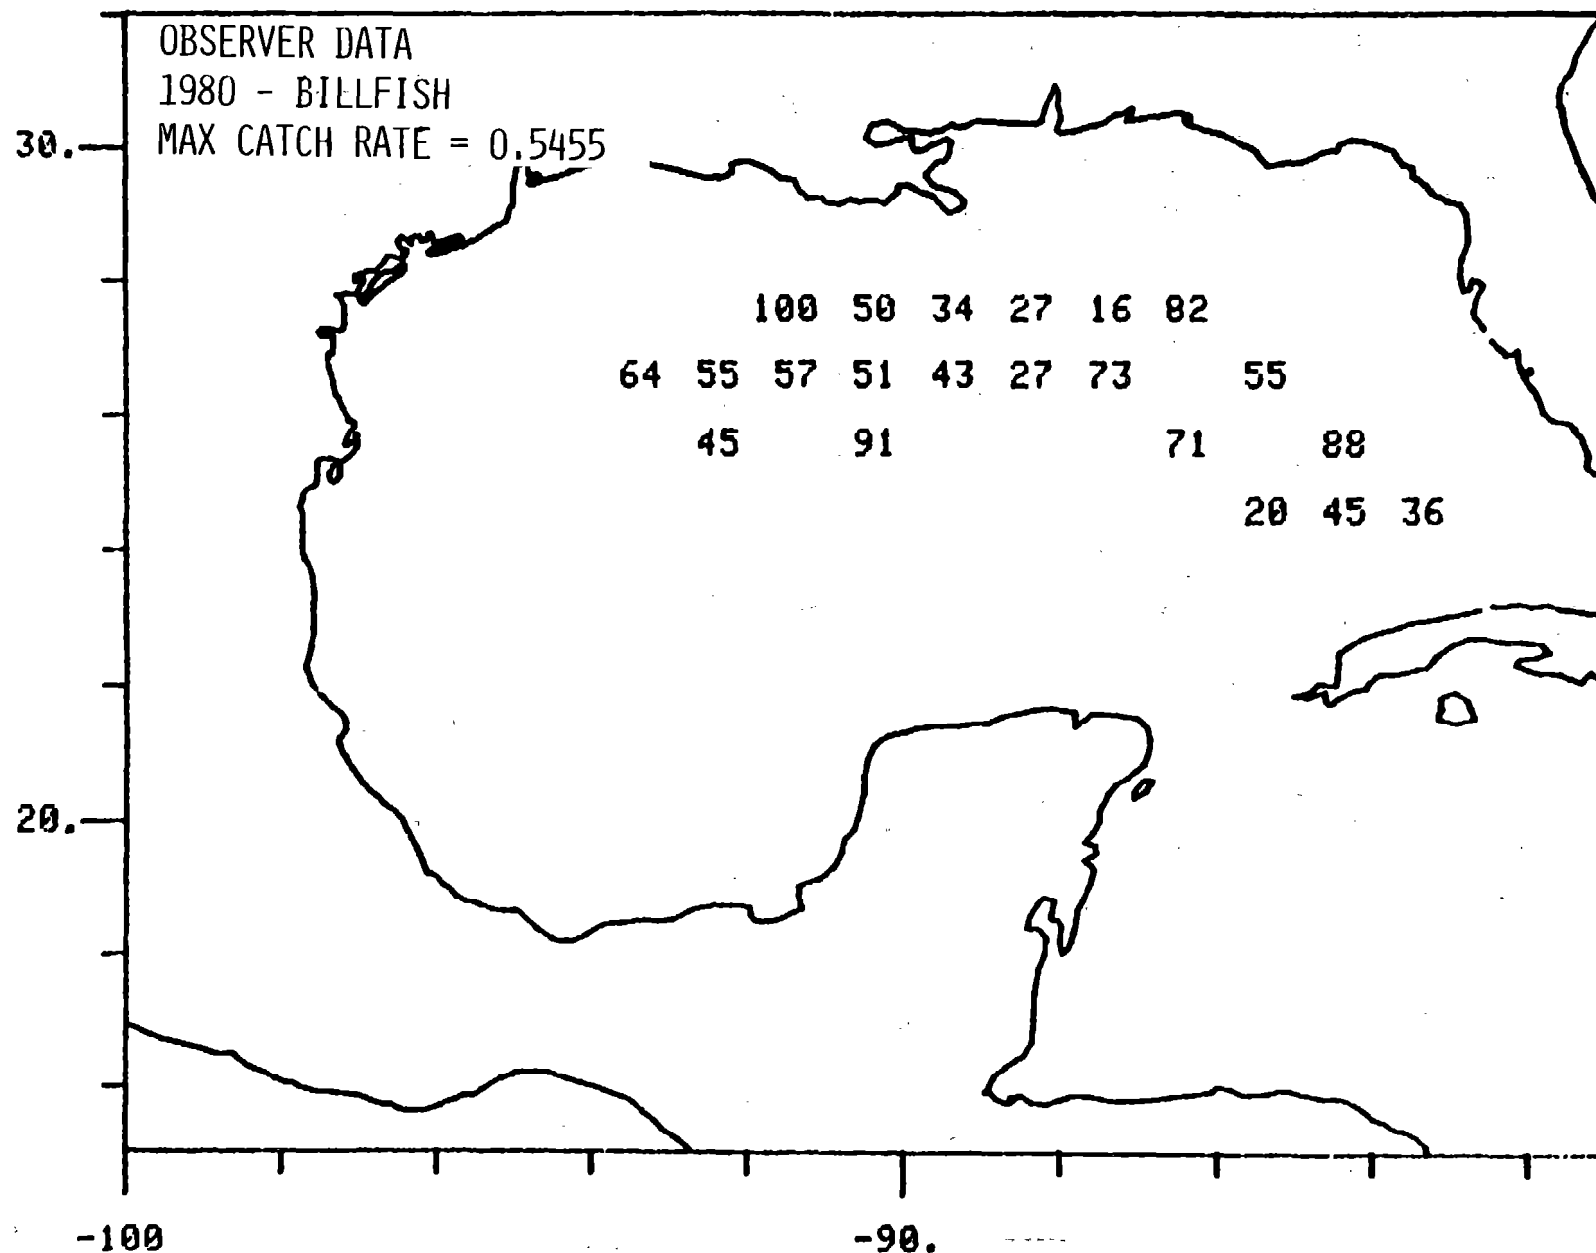 OBSERVER DATA
1980 - BILLFISH
MAX CATCH RATE = 0.5455
30.
100 50 34 27 16 82
64 55 57 51 43 27 73 55
45 91 71 88
20 45 36
20.
-100 -90.